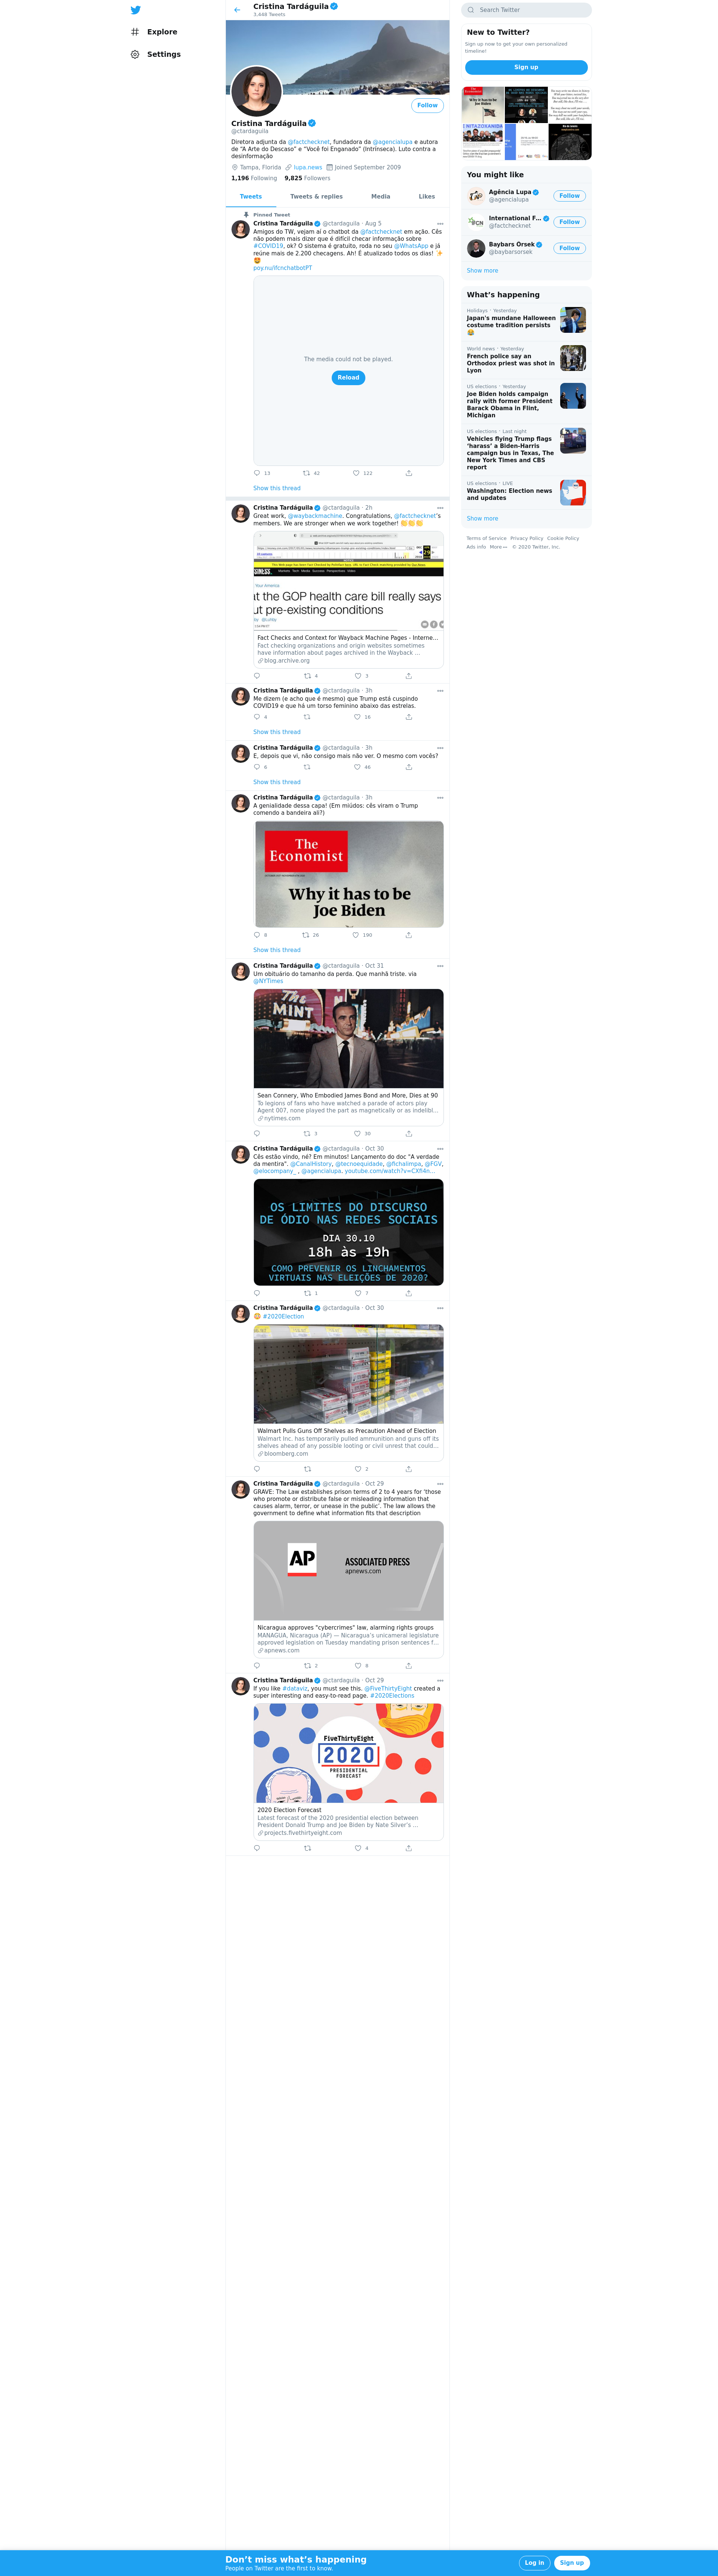 Explore
Settings
Cristina Tardáguila
3,448 Tweets
Follow
Cristina Tardáguila
@ctardaguila
Diretora adjunta da @factchecknet, fundadora da @agencialupa e autora
de "A Arte do Descaso" e "Você foi Enganado" (Intrínseca). Luto contra a
desinformação
Tampa, Florida lupa.news Joined September 2009
1,196 Following 9,825 Followers
Tweets Tweets & replies Media Likes
Pinned Tweet
Cristina Tardáguila @ctardaguila · Aug 5
Amigos do TW, vejam aí o chatbot da @factchecknet em ação. Cês
não podem mais dizer que é difícil checar informação sobre
#COVID19, ok? O sistema é gratuito, roda no seu @WhatsApp e já
reúne mais de 2.200 checagens. Ah! É atualizado todos os dias!
poy.nu/ifcnchatbotPT
The media could not be played.
Reload
13 42 122
Show this thread
Cristina Tardáguila @ctardaguila · 2h
Great work, @waybackmachine. Congratulations, @factchecknet's
members. We are stronger when we work together! 👏👏👏
BUSINESS.
at the GOP health care bill really says
ut pre-existing conditions
Fact Checks and Context for Wayback Machine Pages - Interne...
Fact checking organizations and origin websites sometimes
have information about pages archived in the Wayback ...
blog.archive.org
4 3
Cristina Tardáguila @ctardaguila · 3h
Me dizem (e acho que é mesmo) que Trump está cuspindo
COVID19 e que há um torso feminino abaixo das estrelas.
4 16
Show this thread
Cristina Tardáguila @ctardaguila · 3h
E, depois que vi, não consigo mais não ver. O mesmo com vocês?
6 46
Show this thread
Cristina Tardáguila @ctardaguila · 3h
A genialidade dessa capa! (Em miúdos: cês viram o Trump
comendo a bandeira ali?)
The
Economist
Why it has to be
Joe Biden
8 26 190
Show this thread
Cristina Tardáguila @ctardaguila · Oct 31
Um obituário do tamanho da perda. Que manhã triste. via
@NYTimes
The
MINT
Sean Connery, Who Embodied James Bond and More, Dies at 90
To legions of fans who have watched a parade of actors play
Agent 007, none played the part as magnetically or as indelibl...
nytimes.com
3 30
Cristina Tardáguila @ctardaguila · Oct 30
Cês estão vindo, né? Em minutos! Lançamento do doc "A verdade
da mentira". @CanalHistory, @tecnoequidade, @fichalimpa, @FGV,
@elocompany_ , @agencialupa. youtube.com/watch?v=CXfi4n...
OS LIMITES DO DISCURSO
DE ÓDIO NAS REDES SOCIAIS
DIA 30.10
18h às 19h
COMO PREVENIR OS LINCHAMENTOS
VIRTUAIS NAS ELEIÇÕES DE 2020?
1 7
Cristina Tardáguila @ctardaguila · Oct 30
😳 #2020Election
Walmart Pulls Guns Off Shelves as Precaution Ahead of Election
Walmart Inc. has temporarily pulled ammunition and guns off its
shelves ahead of any possible looting or civil unrest that could...
bloomberg.com
2
Cristina Tardáguila @ctardaguila · Oct 29
GRAVE: The Law establishes prison terms of 2 to 4 years for 'those
who promote or distribute false or misleading information that
causes alarm, terror, or unease in the public'. The law allows the
government to define what information fits that description
AP
ASSOCIATED PRESS
apnews.com
Nicaragua approves "cybercrimes" law, alarming rights groups
MANAGUA, Nicaragua (AP) — Nicaragua's unicameral legislature
approved legislation on Tuesday mandating prison sentences f...
apnews.com
2 8
Cristina Tardáguila @ctardaguila · Oct 29
If you like #dataviz, you must see this. @FiveThirtyEight created a
super interesting and easy-to-read page. #2020Elections
FiveThirtyEight
2020
PRESIDENTIAL
FORECAST
2020 Election Forecast
Latest forecast of the 2020 presidential election between
President Donald Trump and Joe Biden by Nate Silver's ...
projects.fivethirtyeight.com
4
Search Twitter
New to Twitter?
Sign up now to get your own personalized
timeline!
Sign up
You might like
Agência Lupa
@agencialupa
Follow
International F...
@factchecknet
Follow
Baybars Örsek
@baybarsorsek
Follow
Show more
What's happening
Holidays · Yesterday
Japan's mundane Halloween
costume tradition persists
😂
World news · Yesterday
French police say an
Orthodox priest was shot in
Lyon
US elections · Yesterday
Joe Biden holds campaign
rally with former President
Barack Obama in Flint,
Michigan
US elections · Last night
Vehicles flying Trump flags
'harass' a Biden-Harris
campaign bus in Texas, The
New York Times and CBS
report
US elections · LIVE
Washington: Election news
and updates
Show more
Terms of Service Privacy Policy Cookie Policy
Ads info More ··· © 2020 Twitter, Inc.
Don't miss what's happening
People on Twitter are the first to know.
Log in Sign up